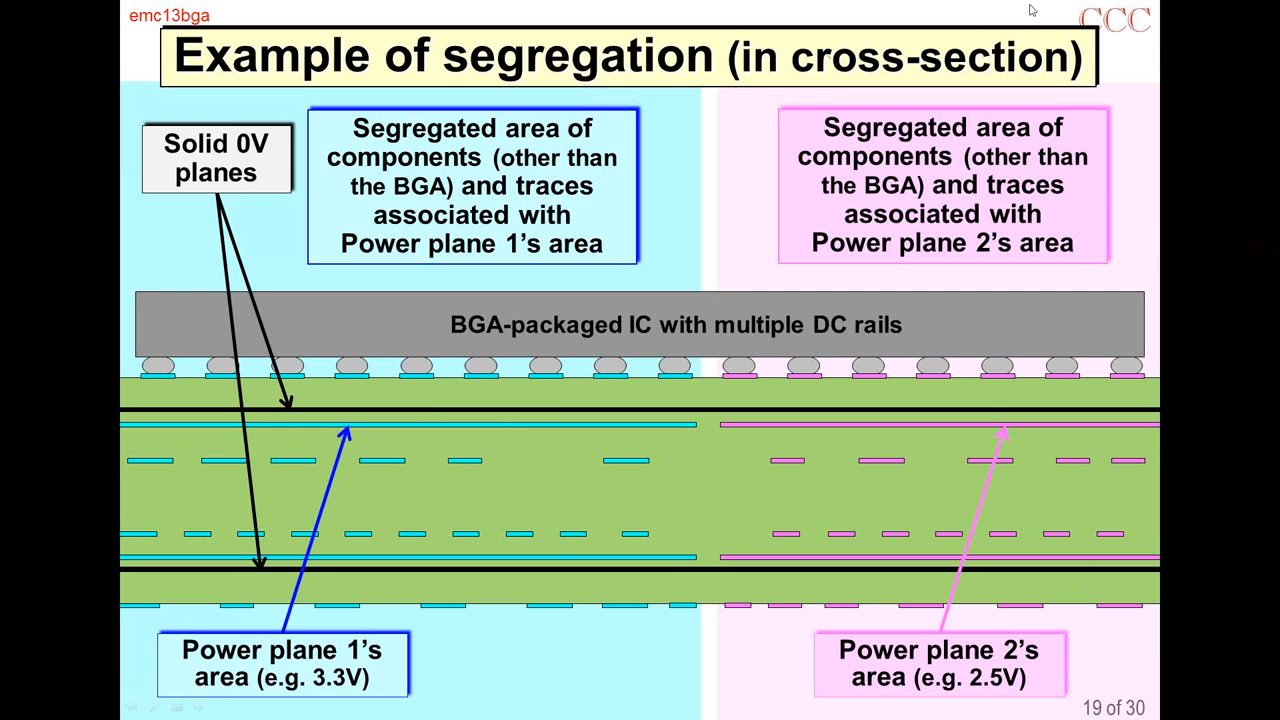 emc13bga
CCC
Example of segregation (in cross-section)
Solid 0V
planes
Segregated area of
components (other than
the BGA) and traces
associated with
Power plane 1’s area
Segregated area of
components (other than
the BGA) and traces
associated with
Power plane 2’s area
BGA-packaged IC with multiple DC rails
Power plane 1’s
area (e.g. 3.3V)
Power plane 2’s
area (e.g. 2.5V)
19 of 30